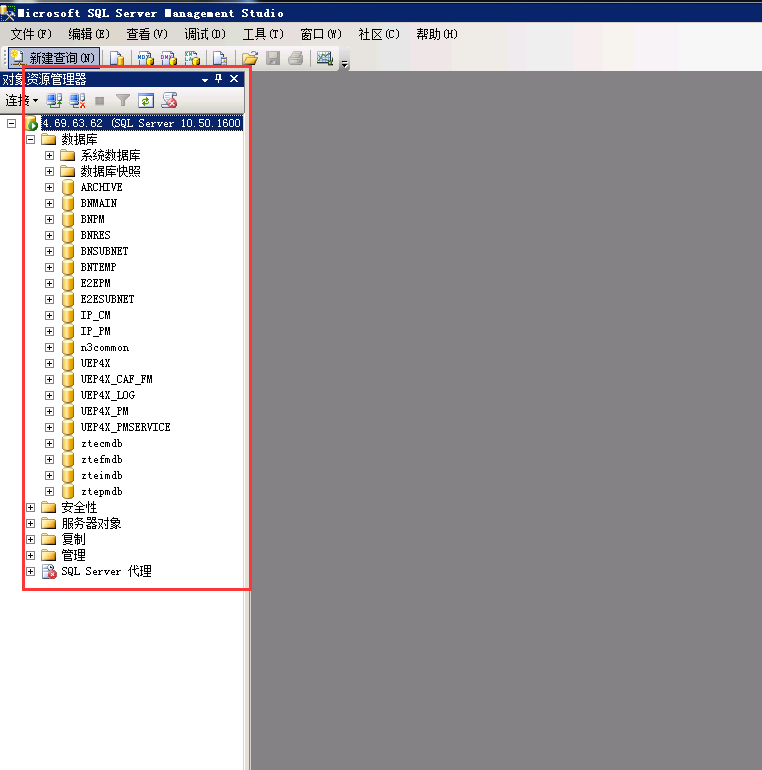 Microsoft SQL Server Management Studio
文件(F) 编辑(E) 查看(V) 调试(D) 工具(T) 窗口(W) 社区(C) 帮助(H)
新建查询(N)
对象资源管理器
连接
4.69.63.62 (SQL Server 10.50.1600
数据库
系统数据库
数据库快照
ARCHIVE
BNMAIN
BNPM
BNRES
BNSUBNET
BNTEMP
E2EPM
E2ESUBNET
IP_CM
IP_PM
n3common
UEP4X
UEP4X_CAF_FM
UEP4X_LOG
UEP4X_PM
UEP4X_PMSERVICE
ztecmdb
ztefmdb
zteimdb
ztepmdb
安全性
服务器对象
复制
管理
SQL Server 代理